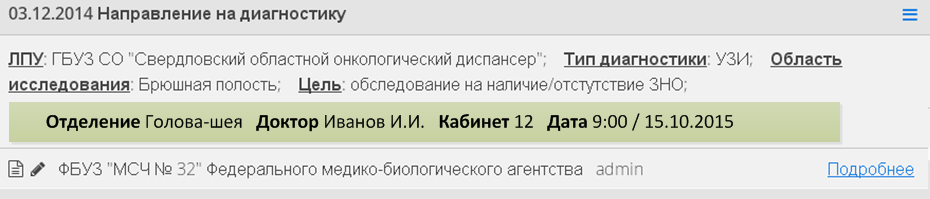 03.12.2014 Направление на диагностику
ЛПУ: ГБУЗ СО "Свердловский областной онкологический диспансер"; Тип диагностики: УЗИ; Область
исследования: Брюшная полость; Цель: обследование на наличие/отстутствие ЗНО;
Отделение Голова-шея Доктор Иванов И.И. Кабинет 12 Дата 9:00 / 15.10.2015
ФБУЗ "МСЧ № 32" Федерального медико-биологического агентства admin Подробнее